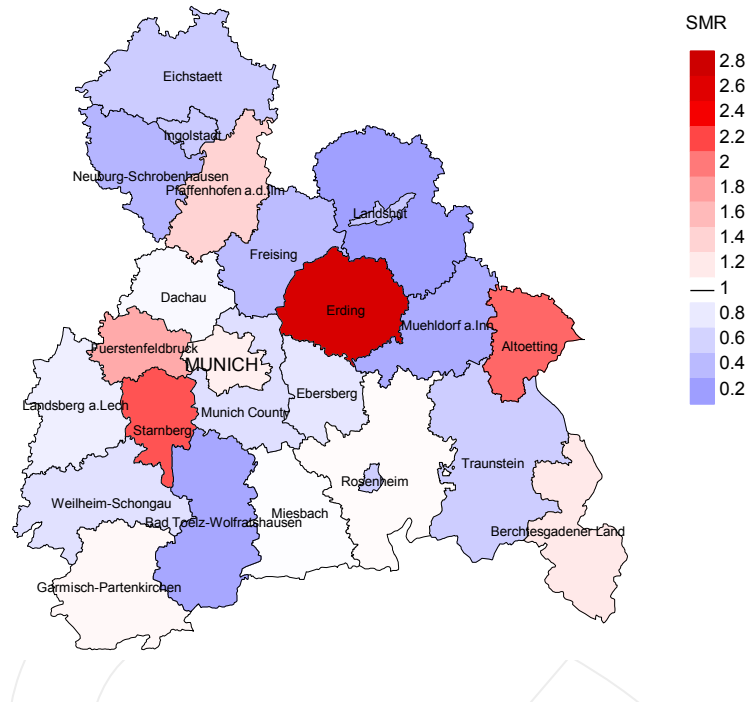 SMR
2.8
2.6
2.4
2.2
2
1.8
1.6
1.4
1.2
1
0.8
0.6
0.4
0.2
Eichstaett
Ingolstadt
Neuburg-Schrobenhausen
Pfaffenhofen a.d.Ilm
Landshut
Freising
Dachau
Erding
Muehldorf a.Inn
Altoetting
Fuerstenfeldbruck
MUNICH
Ebersberg
Landsberg a.Lech
Munich County
Starnberg
Traunstein
Rosenheim
Weilheim-Schongau
Miesbach
Bad Toelz-Wolfratshausen
Berchtesgadener Land
Garmisch-Partenkirchen